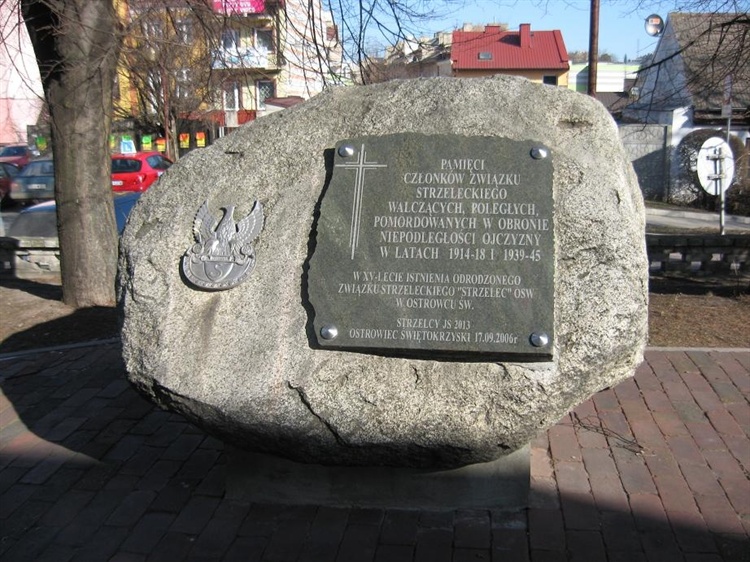 PAMIĘCI
CZŁONKÓW ZWIĄZKU
STRZELECKIEGO
WALCZĄCYCH, POLEGŁYCH,
POMORDOWANYCH W OBRONIE
NIEPODLEGŁOŚCI OJCZYZNY
W LATACH 1914-18 I 1939-45
W XV-LECIE ISTNIENIA ODRODZONEGO
ZWIĄZKU STRZELECKIEGO "STRZELEC" OSW
W OSTROWCU ŚW.
STRZELCY JS 2013
OSTROWIEC ŚWIĘTOKRZYSKI 17.09.2006r
S